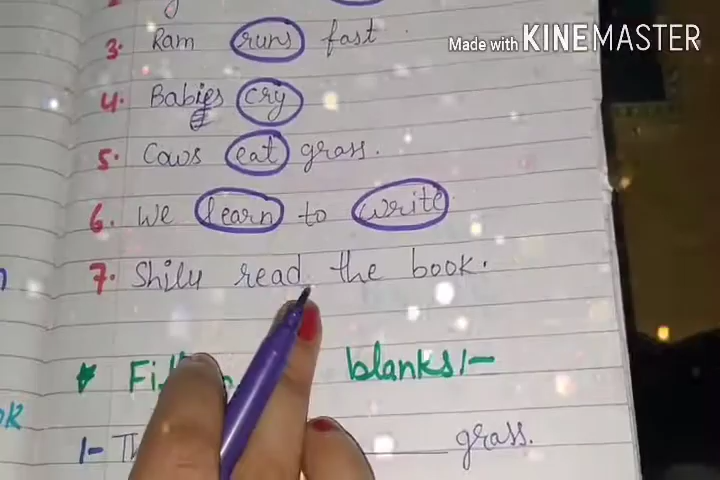 Made with KINEMASTER
3. Ram runs fast
4. Babies cry
5. Cows eat grass.
6. We learn to write
7. Shilu read the book.
blanks:-
1- grass.